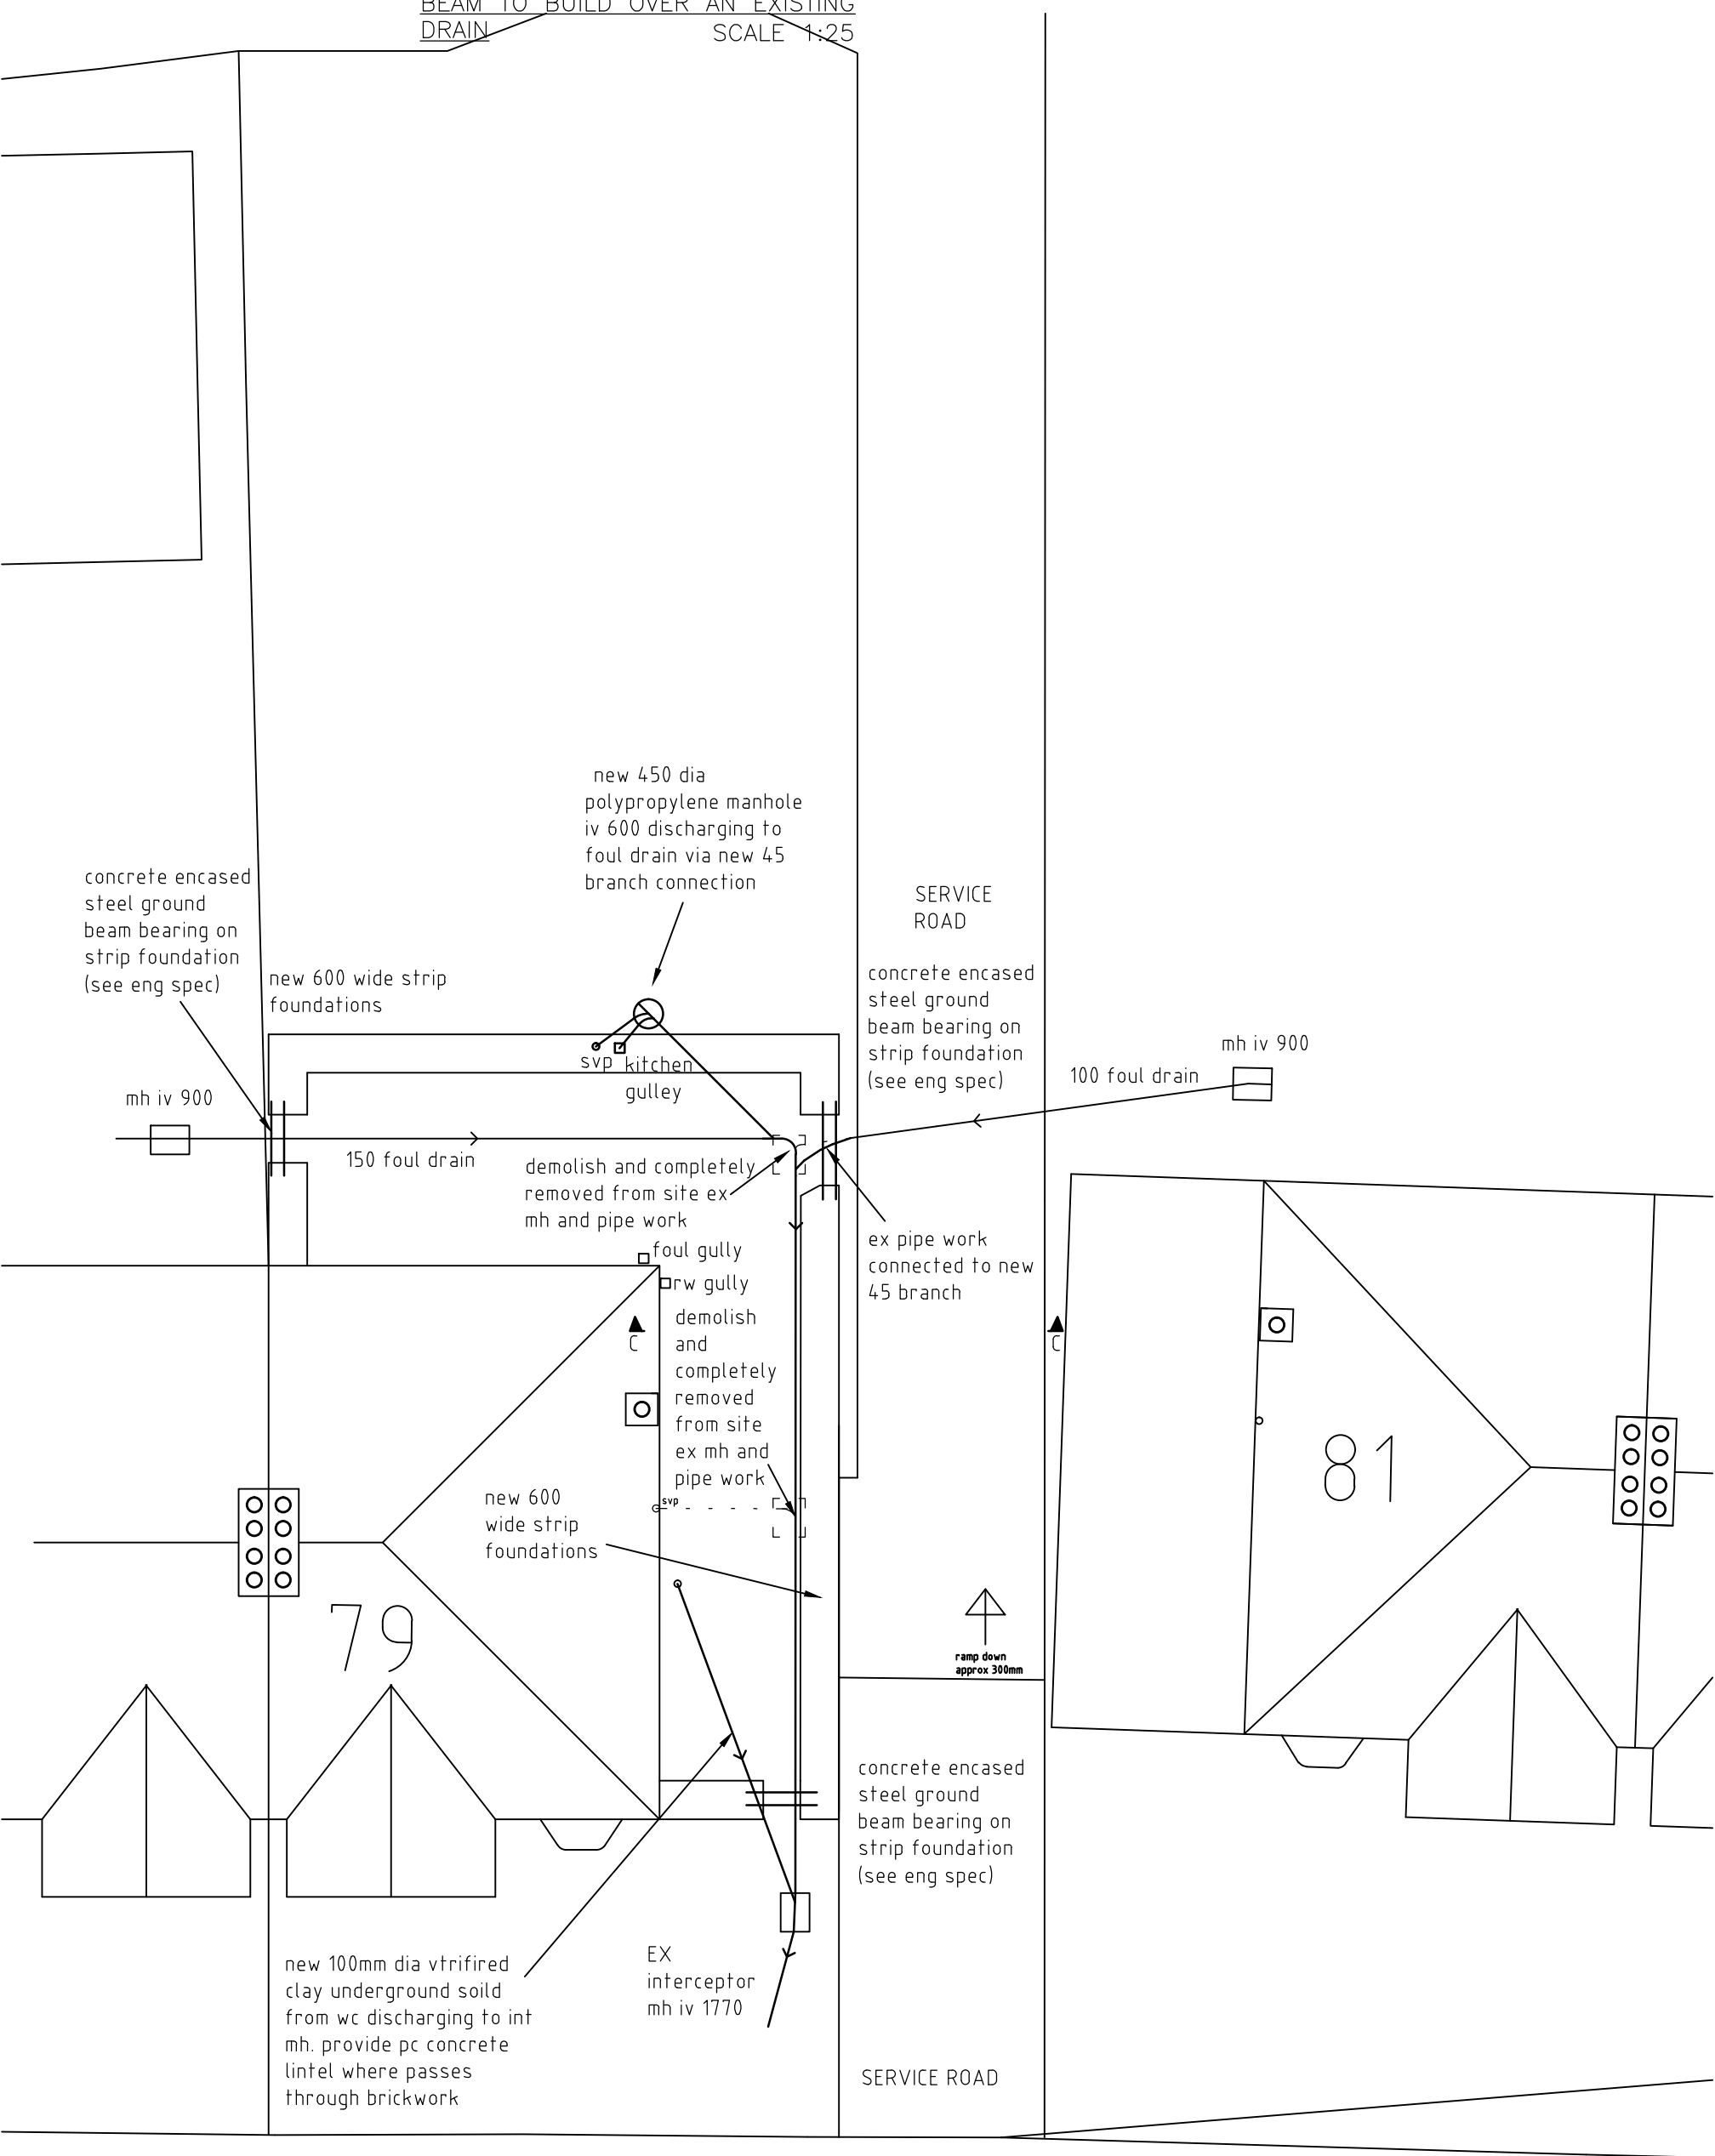 BEAM TO BUILD OVER AN EXISTING
DRAIN
SCALE 1:25
new 450 dia
polypropylene manhole
iv 600 discharging to
foul drain via new 45
branch connection
concrete encased
steel ground
beam bearing on
strip foundation
(see eng spec)
new 600 wide strip
foundations
SERVICE
ROAD
concrete encased
steel ground
beam bearing on
strip foundation
(see eng spec)
mh iv 900
100 foul drain
svp
kitchen
gulley
mh iv 900
150 foul drain
demolish and completely
removed from site ex
mh and pipe work
ex pipe work
connected to new
45 branch
foul gully
rw gully
demolish
and
completely
removed
from site
ex mh and
pipe work
C
C
81
svp
new 600
wide strip
foundations
79
ramp down
approx 300mm
concrete encased
steel ground
beam bearing on
strip foundation
(see eng spec)
new 100mm dia vtrifired
clay underground soild
from wc discharging to int
mh. provide pc concrete
lintel where passes
through brickwork
EX
interceptor
mh iv 1770
SERVICE ROAD